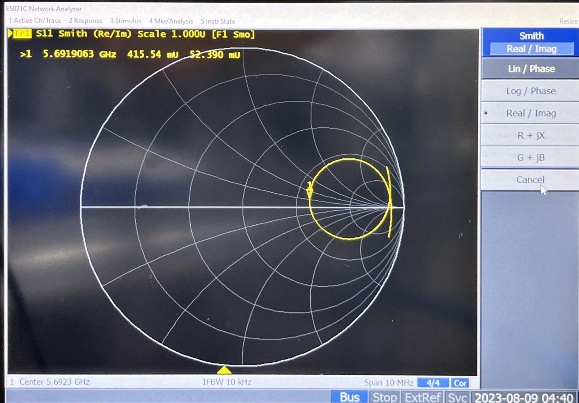 E5071C Network Analyzer
1 Active Ch/Trace 2 Response 3 Stimulus 4 Mkr/Analysis 5 Instr State
Tr1 S11 Smith (Re/Im) Scale 1.000U [F1 Smo]
>1 5.6919063 GHz 415.54 mU 52.390 mU
Smith
Real / Imag
Lin / Phase
Log / Phase
Real / Imag
R + jX
G + jB
Cancel
1 Center 5.6923 GHz IFBW 10 kHz Span 10 MHz 4/4 Cor
Bus Stop ExtRef Svc 2023-08-09 04:40